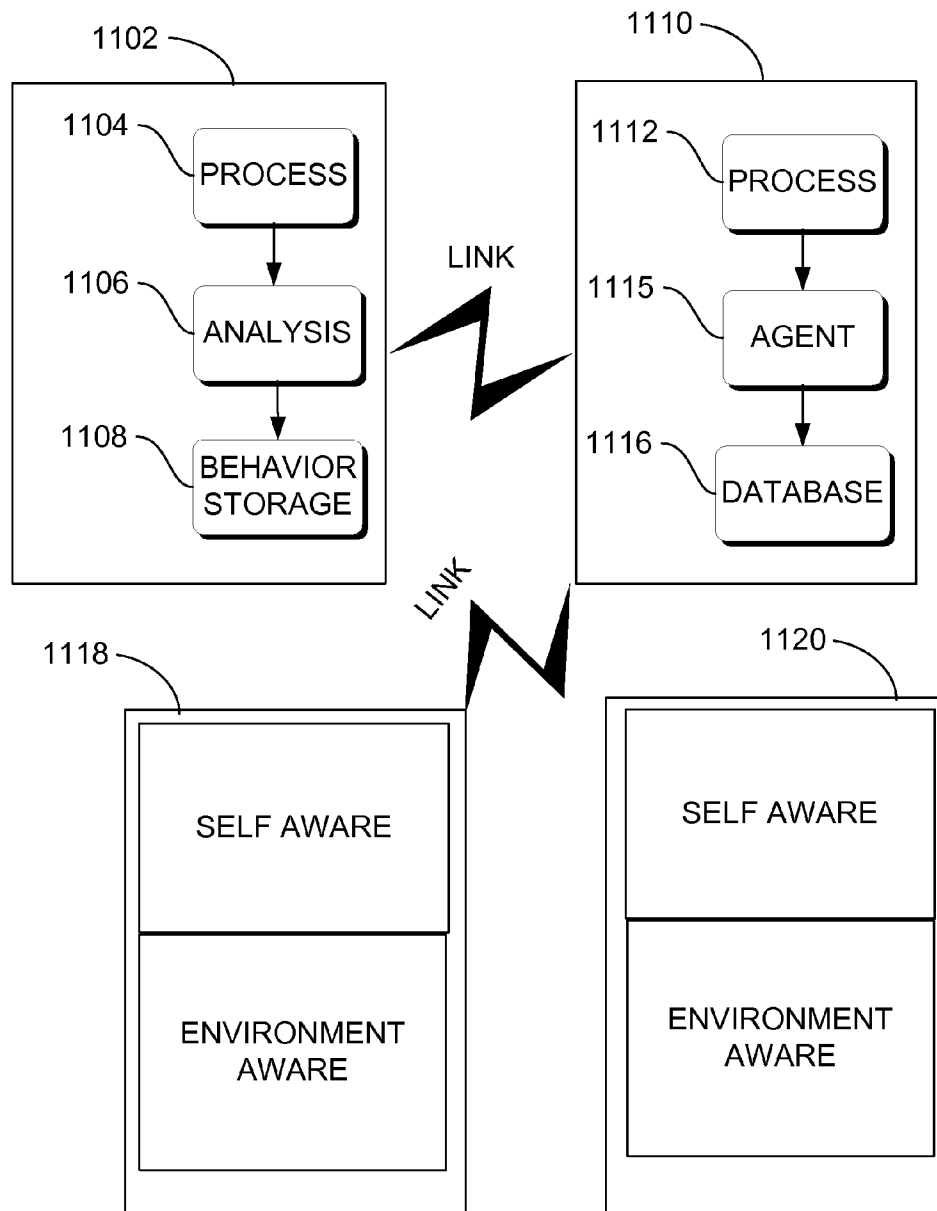 1102
1110
1104
PROCESS
1112
PROCESS
LINK
1106
ANALYSIS
1115
AGENT
1108
BEHAVIOR
STORAGE
1116
DATABASE
LINK
1118
1120
SELF AWARE
SELF AWARE
ENVIRONMENT
AWARE
ENVIRONMENT
AWARE